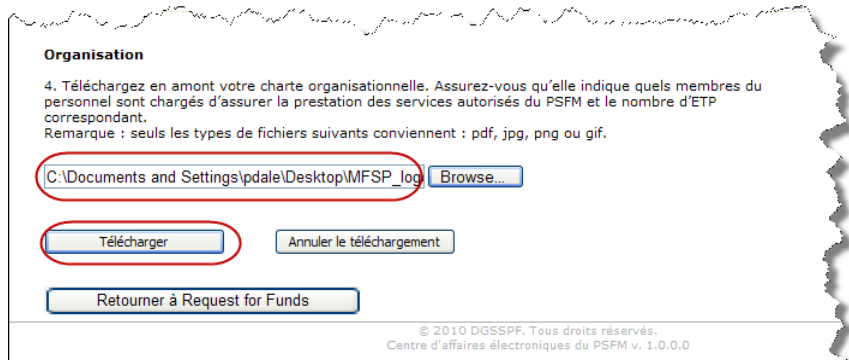 Organisation
4. Téléchargez en amont votre charte organisationnelle. Assurez-vous qu'elle indique quels membres du
personnel sont chargés d'assurer la prestation des services autorisés du PSFM et le nombre d'ETP
correspondant.
Remarque : seuls les types de fichiers suivants conviennent : pdf, jpg, png ou gif.
C:\Documents and Settings\pdale\Desktop\MFSP_log Browse...
Télécharger Annuler le téléchargement
Retourner à Request for Funds
© 2010 DGSSPF. Tous droits réservés.
Centre d'affaires électroniques du PSFM v. 1.0.0.0